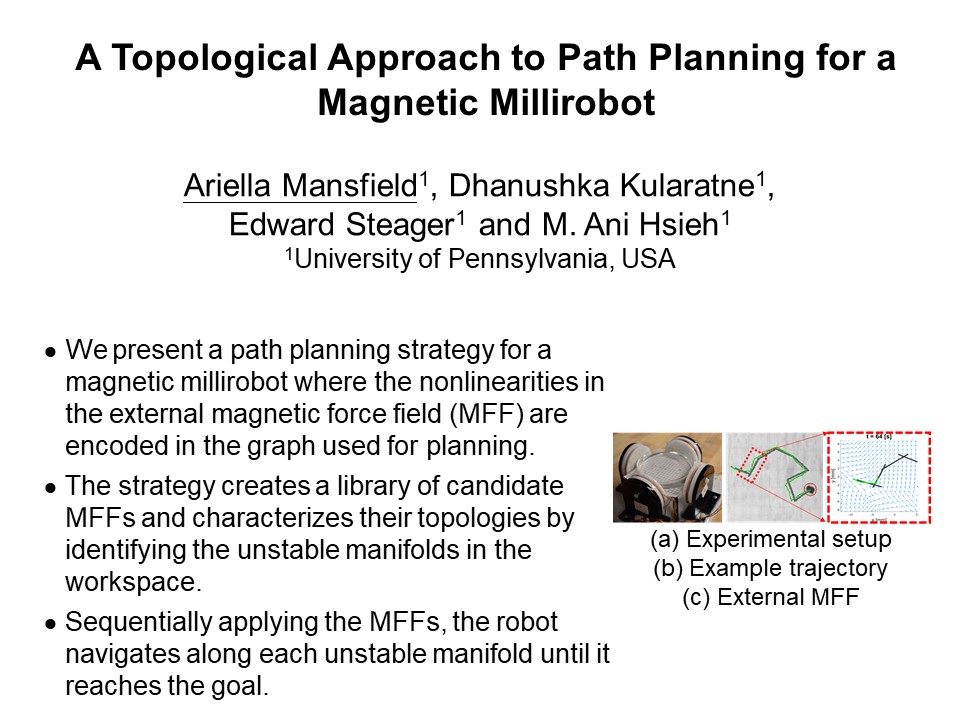 A Topological Approach to Path Planning for a
Magnetic Millirobot
Ariella Mansfield¹, Dhanushka Kularatne¹,
Edward Steager¹ and M. Ani Hsieh¹
¹University of Pennsylvania, USA
● We present a path planning strategy for a
magnetic millirobot where the nonlinearities in
the external magnetic force field (MFF) are
encoded in the graph used for planning.
● The strategy creates a library of candidate
MFFs and characterizes their topologies by
identifying the unstable manifolds in the
workspace.
● Sequentially applying the MFFs, the robot
navigates along each unstable manifold until it
reaches the goal.
t = 64 [s]
(a) Experimental setup
(b) Example trajectory
(c) External MFF